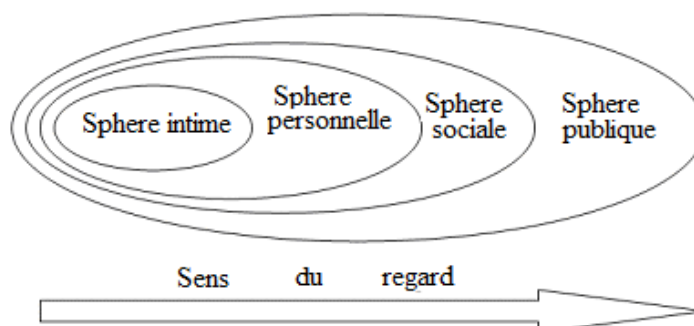 Sphere intime
Sphere
personnelle
Sphere
sociale
Sphere
publique
Sens du regard